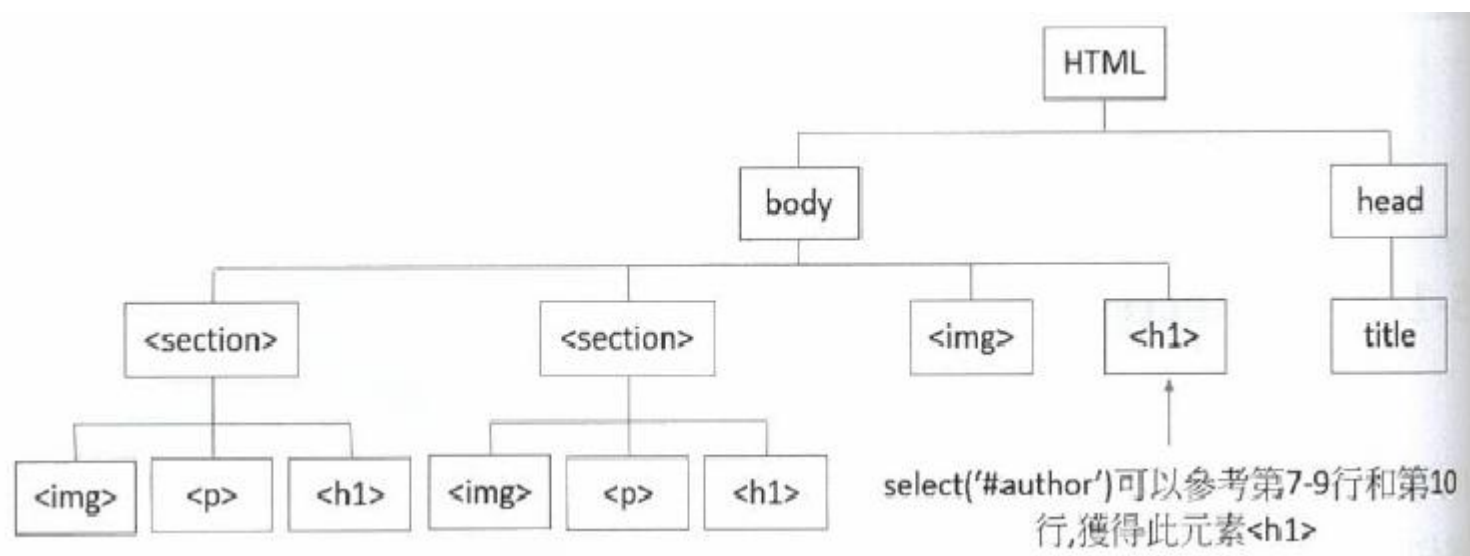 HTML
body
head
<section>
<section>
<img>
<h1>
title
<img>
<p>
<h1>
<img>
<p>
<h1>
select(‘#author’)可以參考第7-9行和第10
行,獲得此元素<h1>